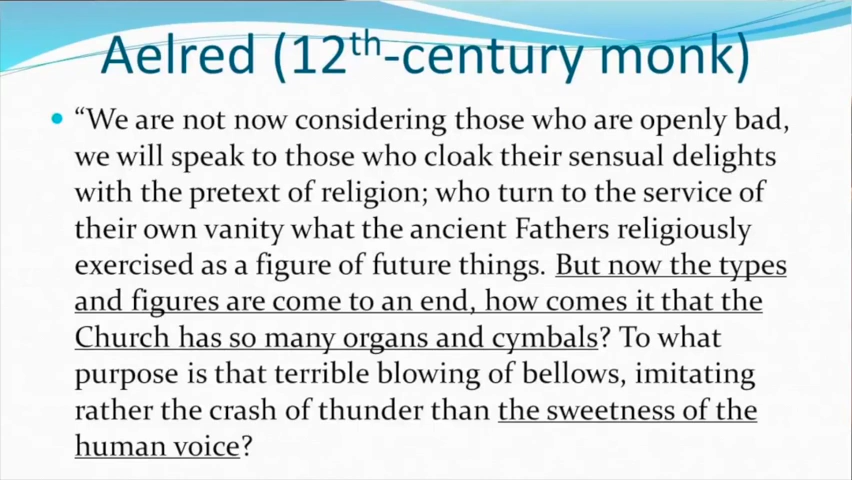 Aelred (12th-century monk)
• “We are not now considering those who are openly bad,
we will speak to those who cloak their sensual delights
with the pretext of religion; who turn to the service of
their own vanity what the ancient Fathers religiously
exercised as a figure of future things. But now the types
and figures are come to an end, how comes it that the
Church has so many organs and cymbals? To what
purpose is that terrible blowing of bellows, imitating
rather the crash of thunder than the sweetness of the
human voice?